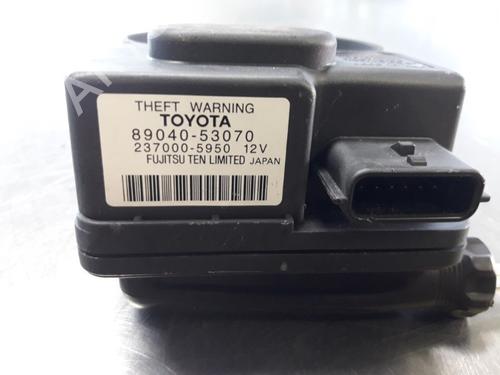 THEFT WARNING
TOYOTA
89040-53070
237000-5950 12V
FUJITSU TEN LIMITED JAPAN